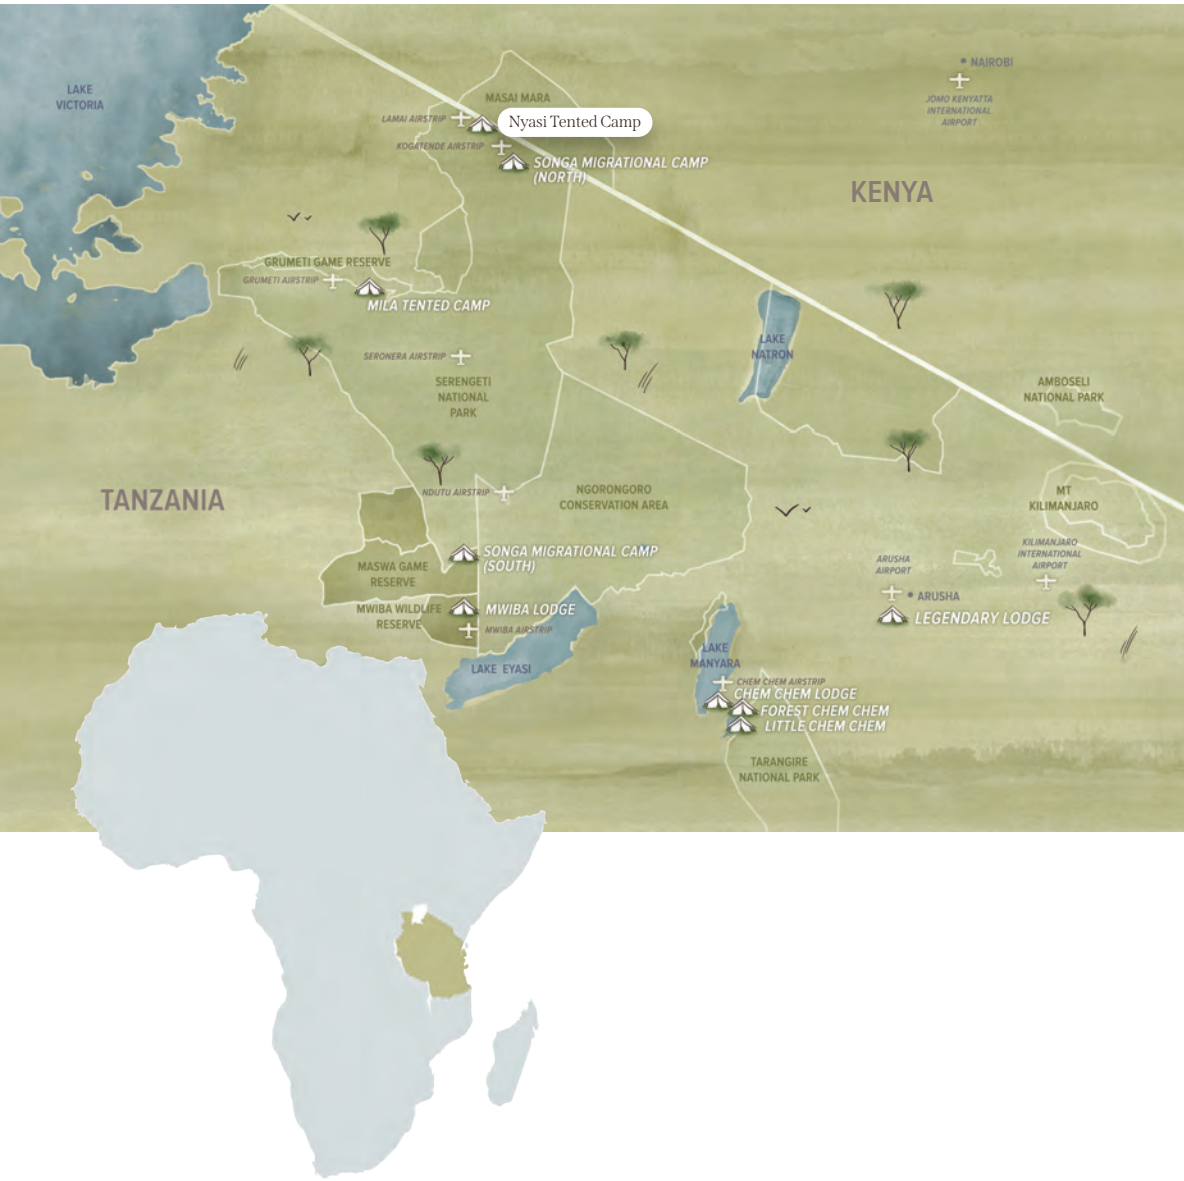 NAIROBI
JOMO KENYATTA
INTERNATIONAL
AIRPORT
LAKE
VICTORIA
MASAI MARA
LAMAI AIRSTRIP
Nyasi Tented Camp
KOGATENDE AIRSTRIP
SONGA MIGRATIONAL CAMP
(NORTH)
KENYA
GRUMETI GAME RESERVE
GRUMETI AIRSTRIP
MILA TENTED CAMP
LAKE
NATRON
SERONERA AIRSTRIP
SERENGETI
NATIONAL
PARK
AMBOSELI
NATIONAL PARK
TANZANIA
NDUTU AIRSTRIP
NGORONGORO
CONSERVATION AREA
MT
KILIMANJARO
SONGA MIGRATIONAL CAMP
(SOUTH)
MASWA GAME
RESERVE
KILIMANJARO
INTERNATIONAL
AIRPORT
ARUSHA
AIRPORT
ARUSHA
LEGENDARY LODGE
MWIBA WILDLIFE
RESERVE
MWIBA LODGE
MWIBA AIRSTRIP
LAKE EYASI
LAKE
MANYARA
CHEM CHEM AIRSTRIP
CHEM CHEM LODGE
FOREST CHEM CHEM
LITTLE CHEM CHEM
TARANGIRE
NATIONAL PARK